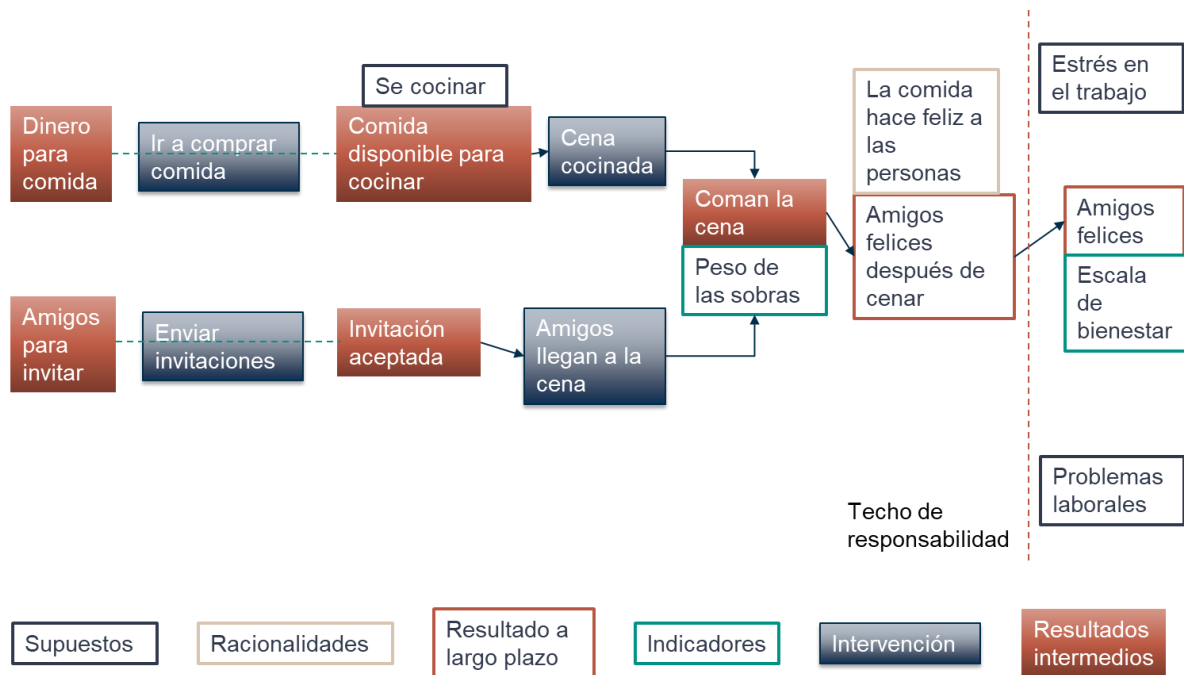 Se cocinar
Dinero
para
comida
Ir a comprar
comida
Comida
disponible para
cocinar
Cena
cocinada
Coman la
cena
Peso de
las sobras
La comida
hace feliz a
las
personas
Amigos
felices
después de
cenar
Estrés en
el trabajo
Amigos
felices
Escala
de
bienestar
Amigos
para
invitar
Enviar
invitaciones
Invitación
aceptada
Amigos
llegan a la
cena
Problemas
laborales
Techo de
responsabilidad
Supuestos
Racionalidades
Resultado a
largo plazo
Indicadores
Intervención
Resultados
intermedios